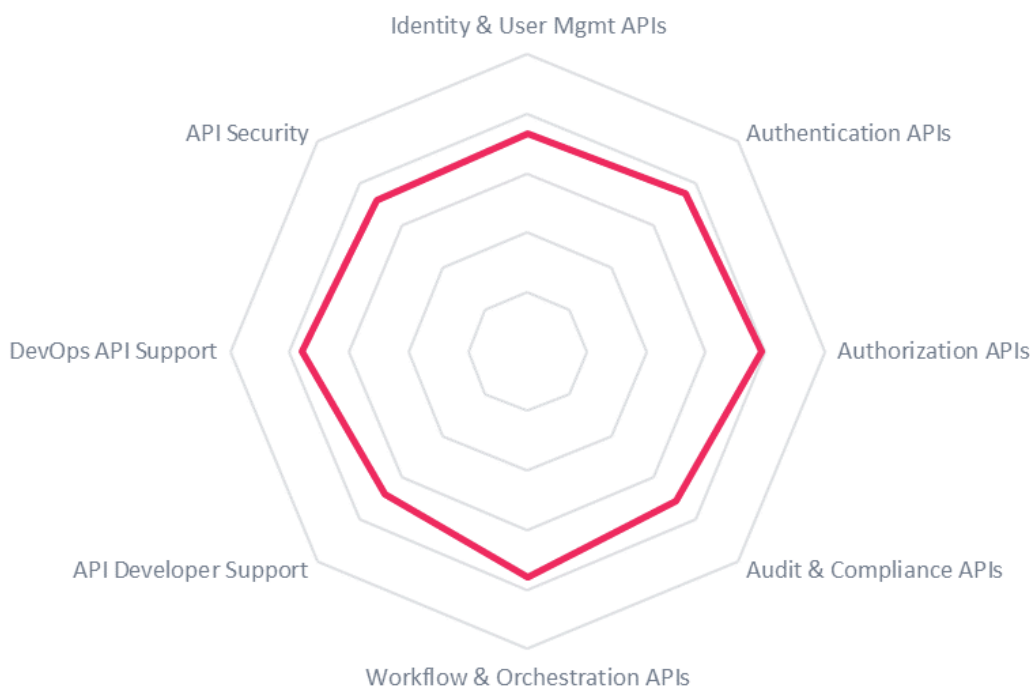 Identity & User Mgmt APIs
API Security
Authentication APIs
DevOps API Support
Authorization APIs
API Developer Support
Audit & Compliance APIs
Workflow & Orchestration APIs